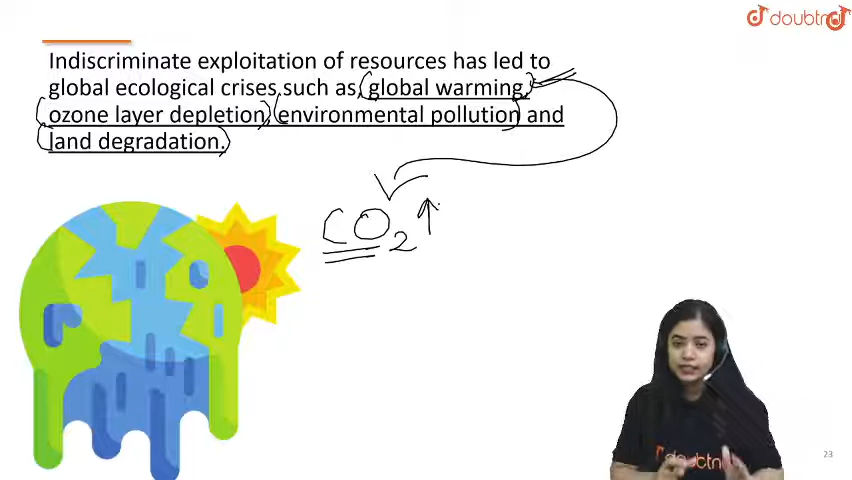 doubtnut
Indiscriminate exploitation of resources has led to
global ecological crises such as, global warming,
ozone layer depletion, environmental pollution and
land degradation.
CO2 ↑
doubtnut
23